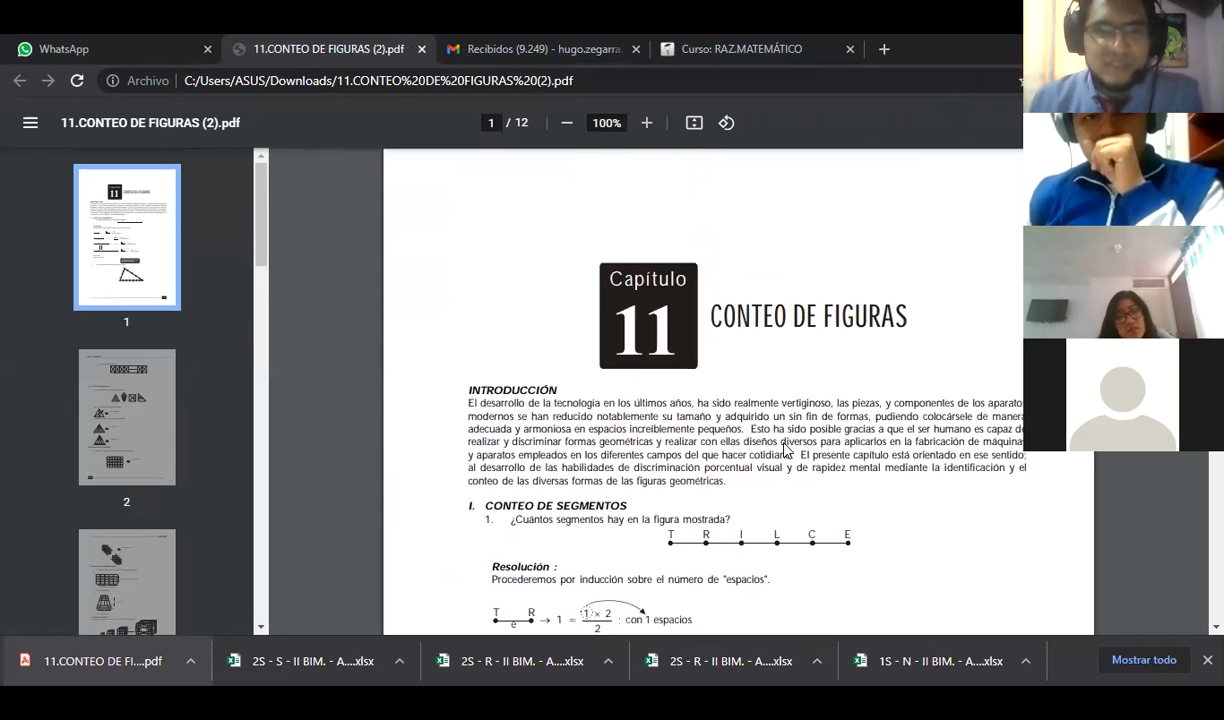 WhatsApp
11.CONTEO DE FIGURAS (2).pdf
Recibidos (9.249) - hugo.zegarra.
Curso: RAZ.MATEMÁTICO
Archivo
C:/Users/ASUS/Downloads/11.CONTEO%20DE%20FIGURAS%20(2).pdf
11.CONTEO DE FIGURAS (2).pdf
1 / 12
100%
1
2
Capítulo
11
CONTEO DE FIGURAS
INTRODUCCIÓN
El desarrollo de la tecnología en los últimos años, ha sido realmente vertiginoso, las piezas, y componentes de los aparatos
modernos se han reducido notablemente su tamaño y adquirido un sin fin de formas, pudiendo colocársele de manera
adecuada y armoniosa en espacios increíblemente pequeños. Esto ha sido posible gracias a que el ser humano es capaz de
realizar y discriminar formas geométricas y realizar con ellas diseños diversos para aplicarlos en la fabricación de máquinas
y aparatos empleados en los diferentes campos del que hacer cotidiano. El presente capítulo está orientado en ese sentido;
al desarrollo de las habilidades de discriminación porcentual visual y de rapidez mental mediante la identificación y el
conteo de las diversas formas de las figuras geométricas.
I. CONTEO DE SEGMENTOS
1. ¿Cuántos segmentos hay en la figura mostrada?
T R I L C E
Resolución :
Procederemos por inducción sobre el número de "espacios".
T R
e
→ 1 = 1 × 2
2
: con 1 espacios
11.CONTEO DE FI....pdf
2S - S - II BIM. - A....xlsx
2S - R - II BIM. - A....xlsx
2S - R - II BIM. - A....xlsx
1S - N - II BIM. - A....xlsx
Mostrar todo